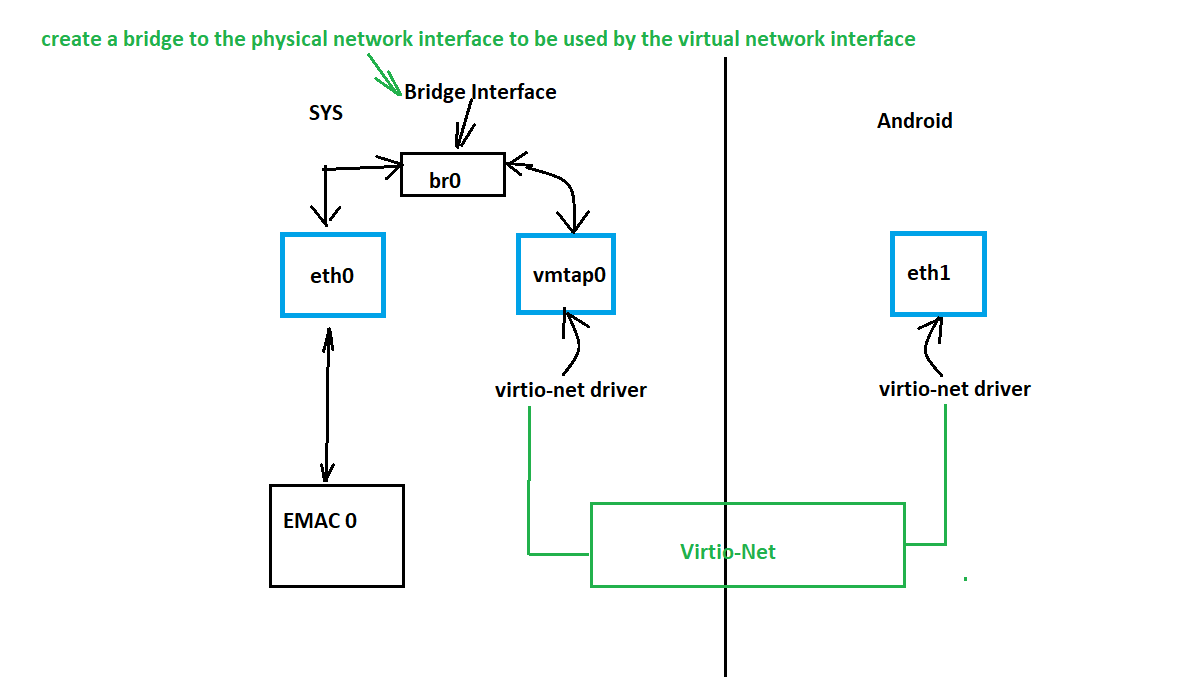 create a bridge to the physical network interface to be used by the virtual network interface
Bridge Interface
SYS
Android
br0
eth0
vmtap0
eth1
virtio-net driver
virtio-net driver
EMAC 0
Virtio-Net